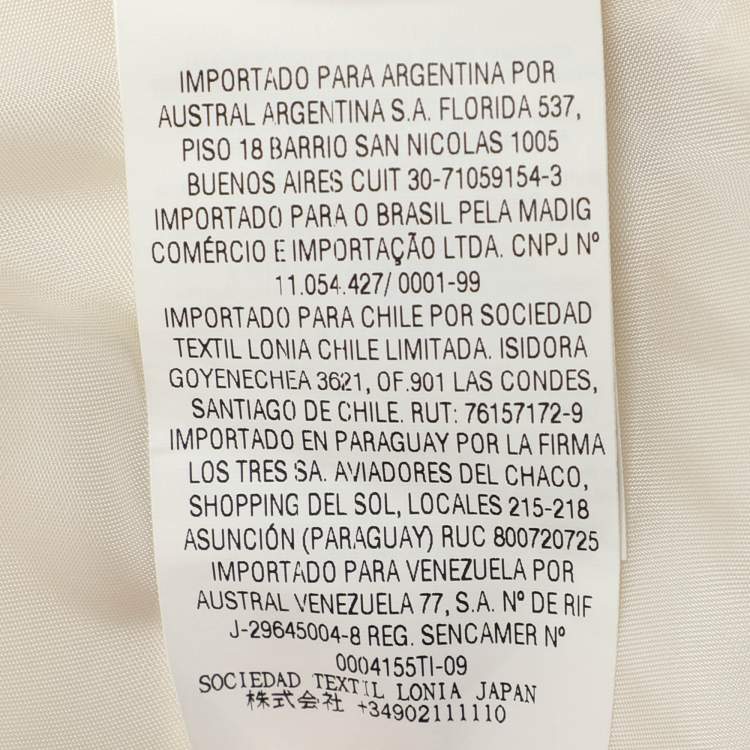 IMPORTADO PARA ARGENTINA POR
AUSTRAL ARGENTINA S.A. FLORIDA 537,
PISO 18 BARRIO SAN NICOLAS 1005
BUENOS AIRES CUIT 30-71059154-3
IMPORTADO PARA O BRASIL PELA MADIG
COMÉRCIO E IMPORTAÇÃO LTDA. CNPJ Nº
11.054.427/ 0001-99
IMPORTADO PARA CHILE POR SOCIEDAD
TEXTIL LONIA CHILE LIMITADA. ISIDORA
GOYENECHEA 3621, OF.901 LAS CONDES,
SANTIAGO DE CHILE. RUT: 76157172-9
IMPORTADO EN PARAGUAY POR LA FIRMA
LOS TRES SA. AVIADORES DEL CHACO,
SHOPPING DEL SOL, LOCALES 215-218
ASUNCIÓN (PARAGUAY) RUC 800720725
IMPORTADO PARA VENEZUELA POR
AUSTRAL VENEZUELA 77, S.A. Nº DE RIF
J-29645004-8 REG. SENCAMER Nº
0004155TI-09
SOCIEDAD TEXTIL LONIA JAPAN
株式会社 +34902111110